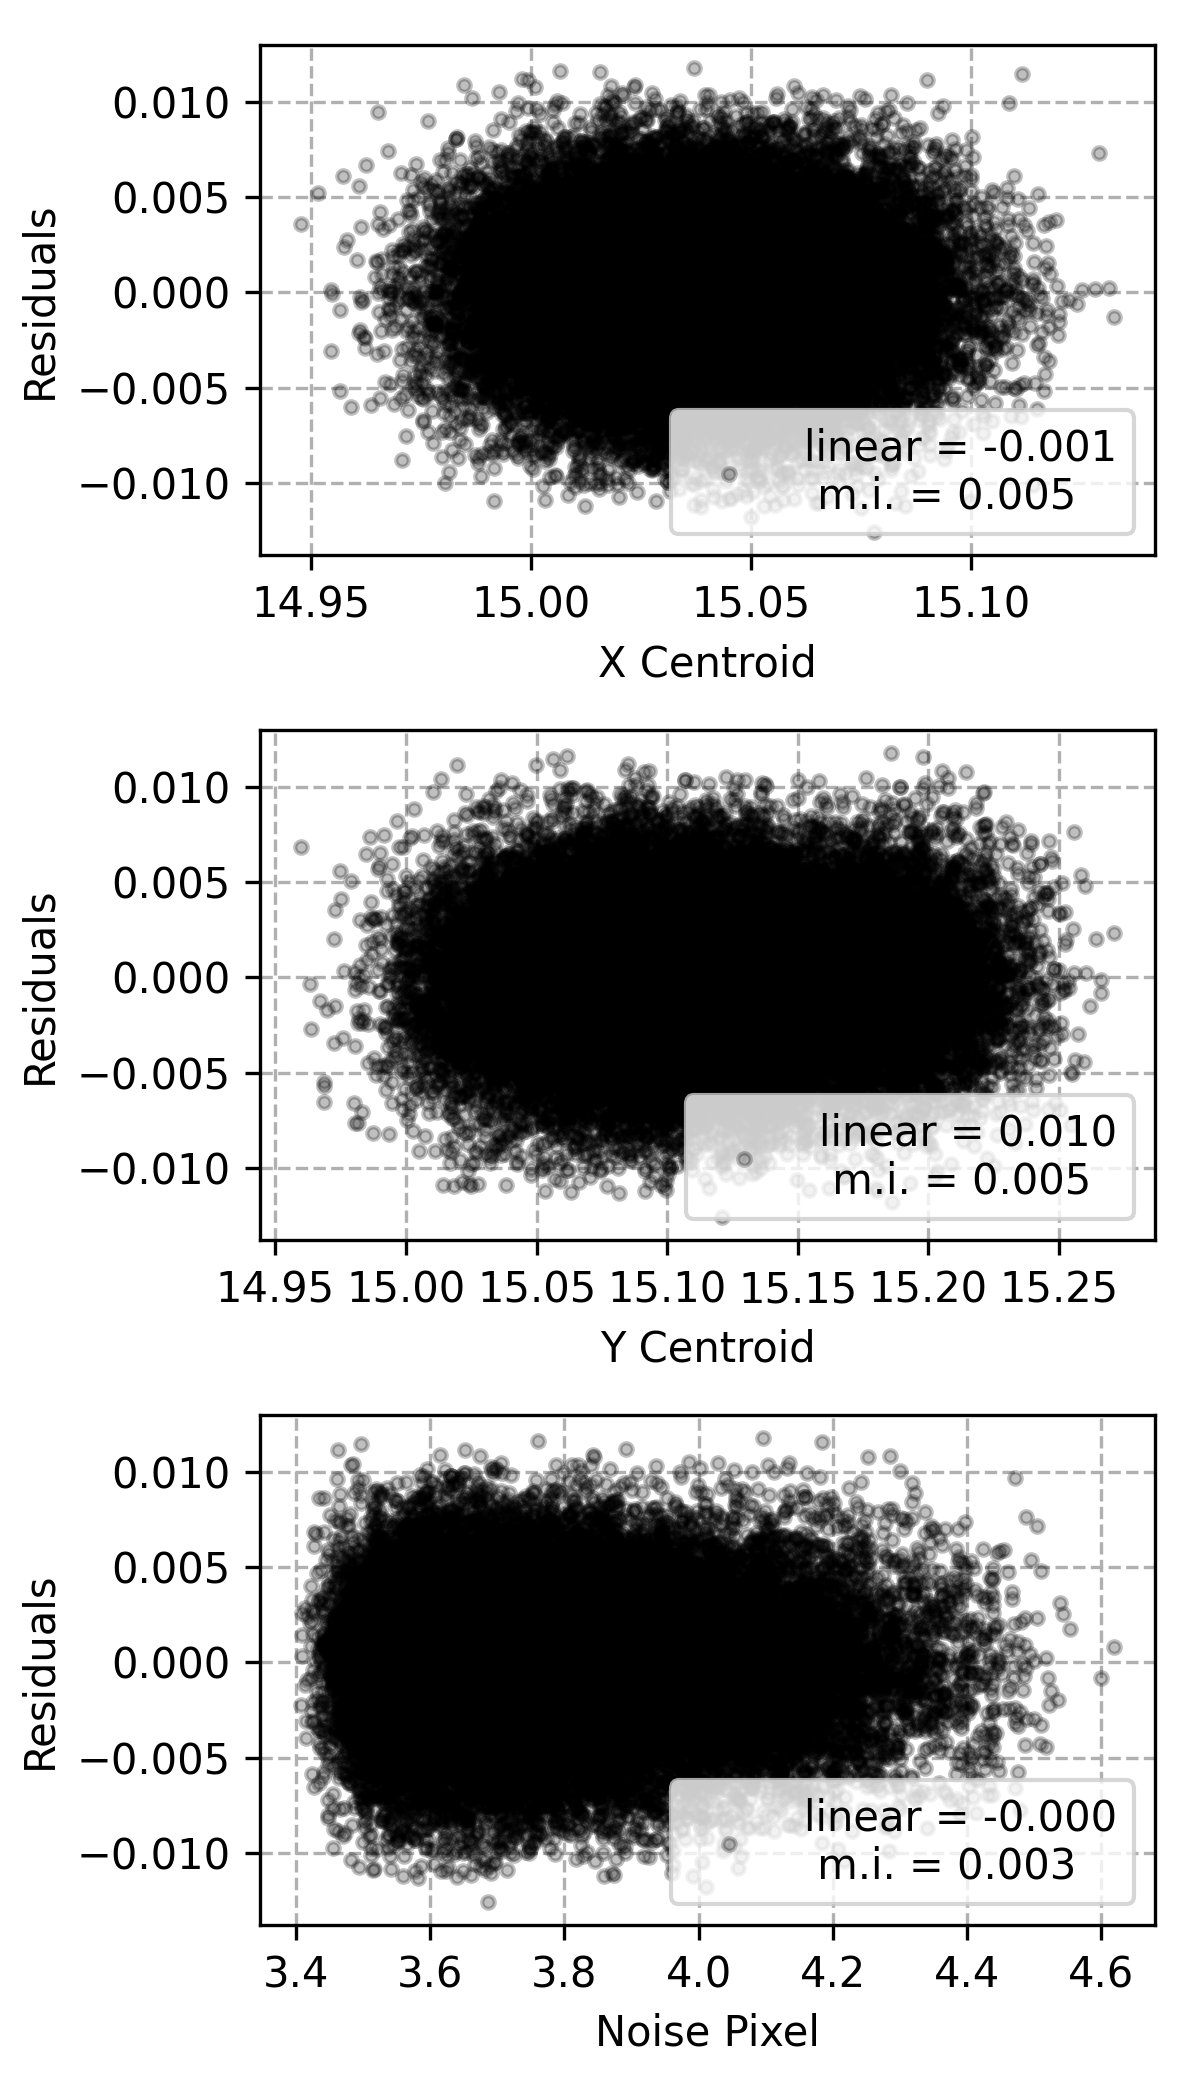 0.010
0.005
0.000
−0.005
−0.010
Residuals
linear = -0.001
m.i. = 0.005
14.95 15.00 15.05 15.10
X Centroid
0.010
0.005
0.000
−0.005
−0.010
Residuals
linear = 0.010
m.i. = 0.005
14.95 15.00 15.05 15.10 15.15 15.20 15.25
Y Centroid
0.010
0.005
0.000
−0.005
−0.010
Residuals
linear = -0.000
m.i. = 0.003
3.4 3.6 3.8 4.0 4.2 4.4 4.6
Noise Pixel